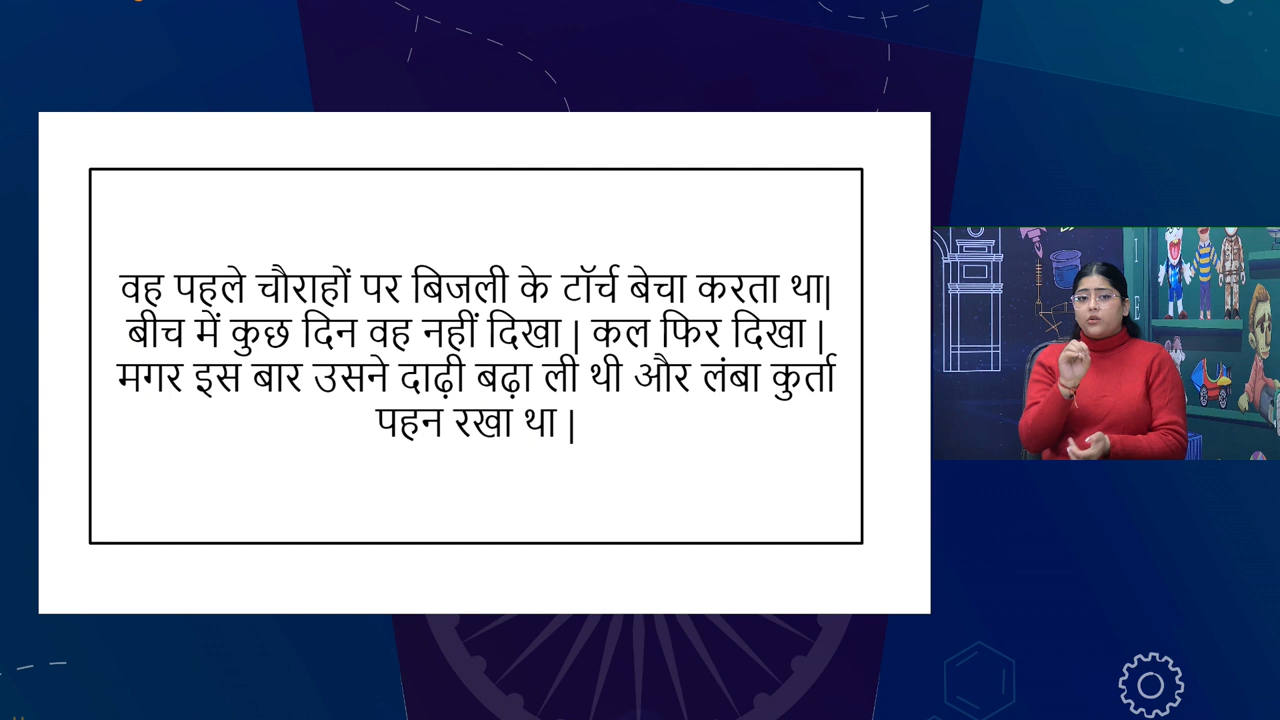 वह पहले चौराहों पर बिजली के टॉर्च बेचा करता था|
बीच में कुछ दिन वह नहीं दिखा | कल फिर दिखा |
मगर इस बार उसने दाढ़ी बढ़ा ली थी और लंबा कुर्ता
पहन रखा था |